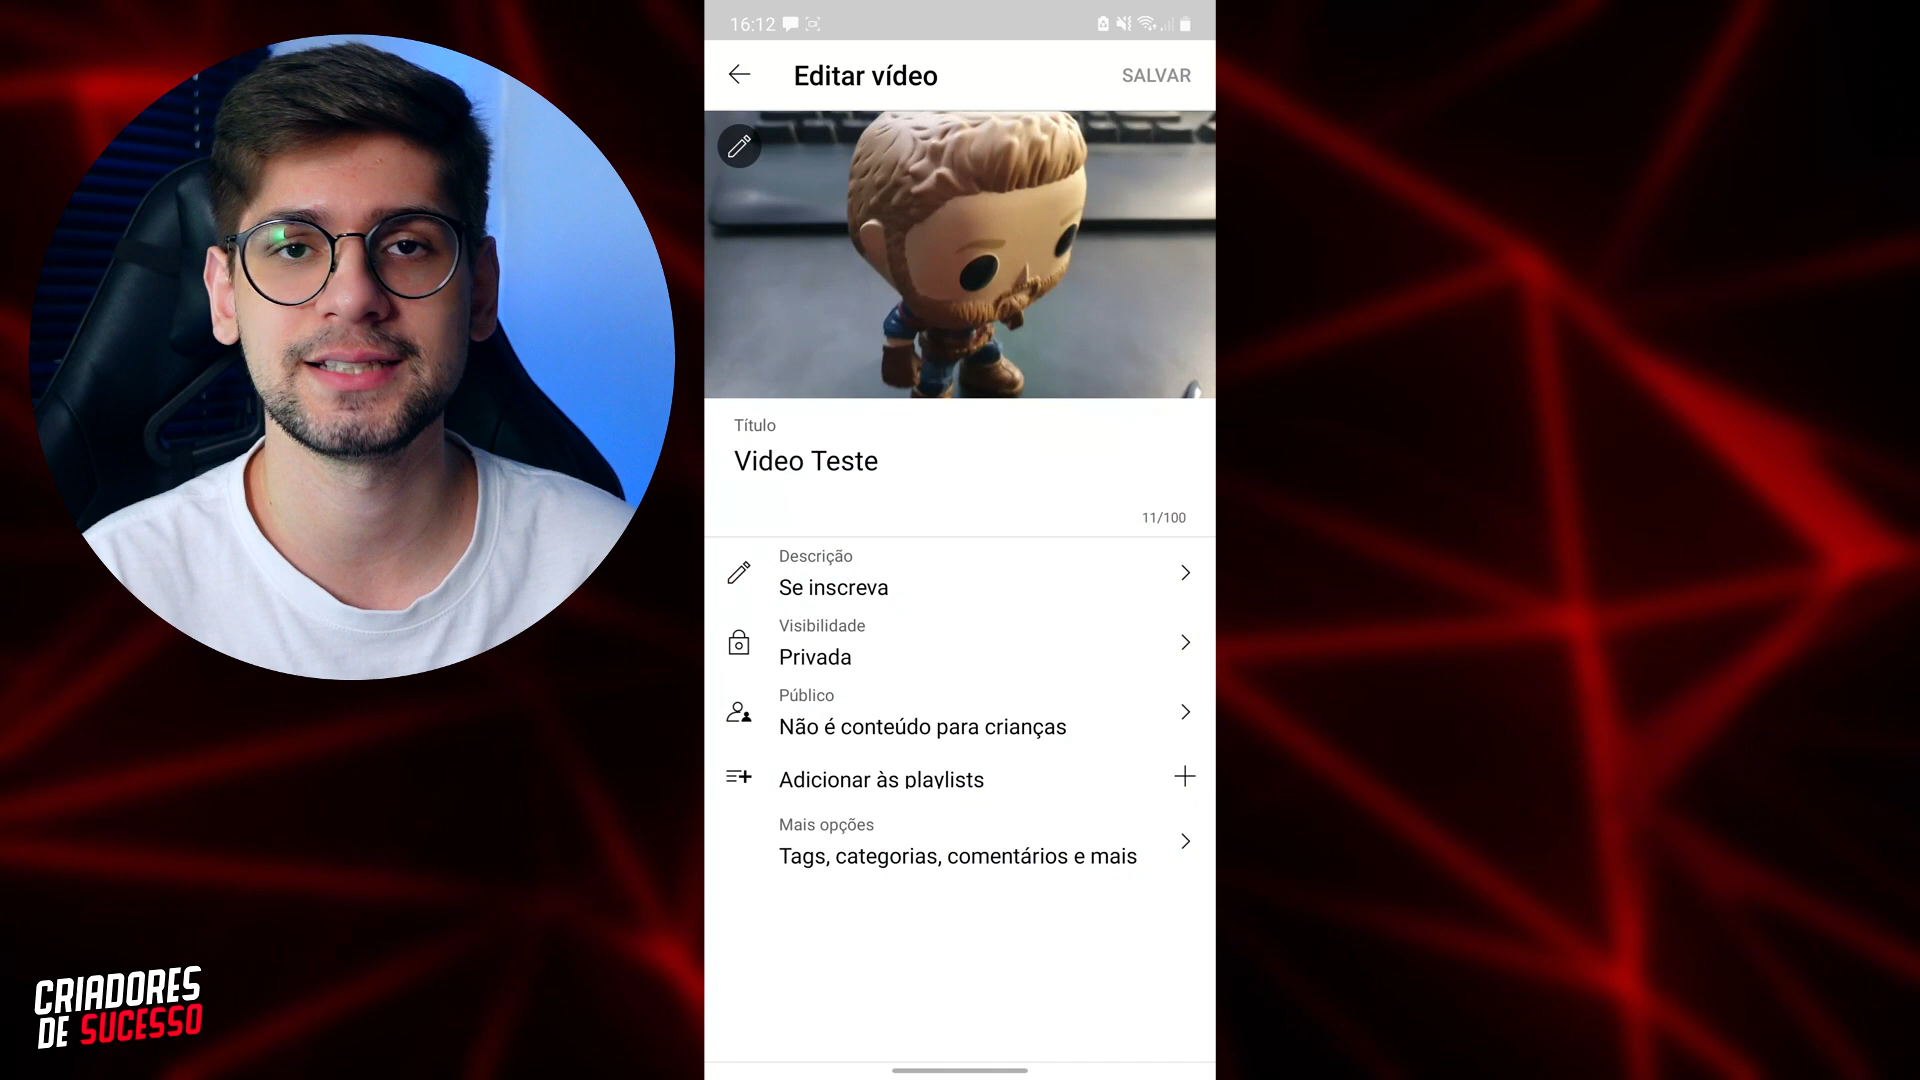 16:12
Editar vídeo
SALVAR
Título
Video Teste
11/100
Descrição
Se inscreva
Visibilidade
Privada
Público
Não é conteúdo para crianças
Adicionar às playlists
Mais opções
Tags, categorias, comentários e mais
CRIADORES
DE SUCESSO